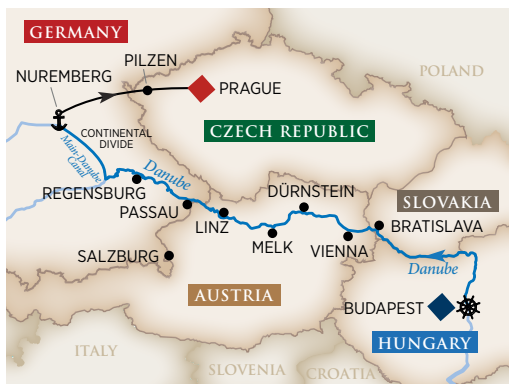 GERMANY
PILZEN
NUREMBERG
POLAND
PRAGUE
CONTINENTAL
DIVIDE
CZECH REPUBLIC
Main-Danube
Canal
Danube
REGENSBURG
DÜRNSTEIN
SLOVAKIA
PASSAU
LINZ
BRATISLAVA
MELK
VIENNA
SALZBURG
Danube
AUSTRIA
BUDAPEST
HUNGARY
ITALY
SLOVENIA
CROATIA